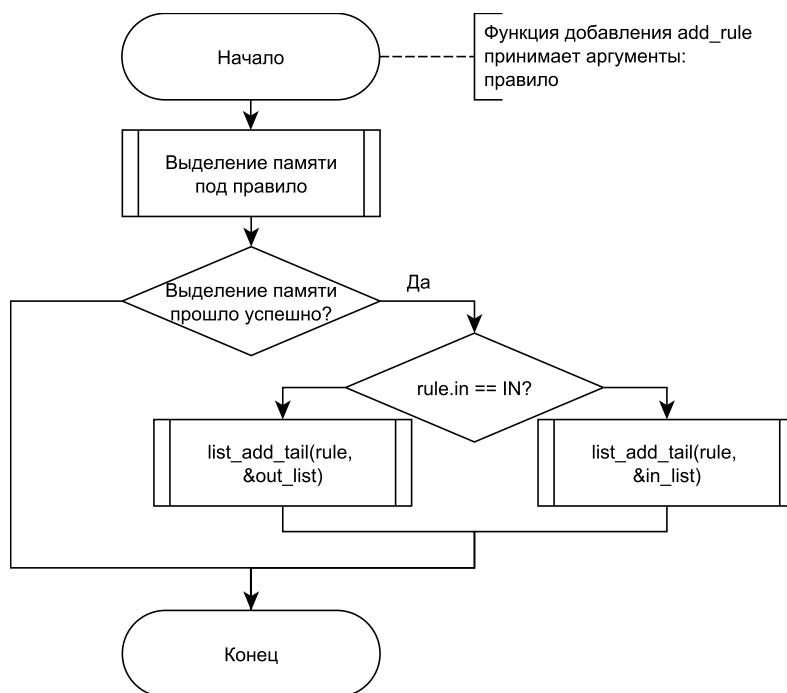 Начало
Функция добавления add_rule
принимает аргументы:
правило
Выделение памяти
под правило
Выделение памяти
прошло успешно?
Да
rule.in == IN?
list_add_tail(rule,
&out_list)
list_add_tail(rule,
&in_list)
Конец